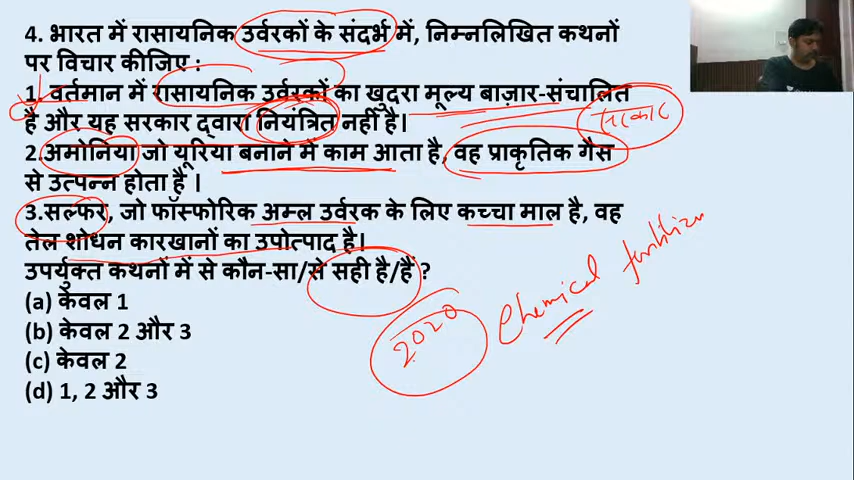 4. भारत में रासायनिक उर्वरकों के संदर्भ में, निम्नलिखित कथनों
पर विचार कीजिए :
1. वर्तमान में रासायनिक उर्वरकों का खुदरा मूल्य बाज़ार-संचालित
है और यह सरकार द्वारा नियंत्रित नहीं है।
सरकार
2.अमोनिया जो यूरिया बनाने में काम आता है, वह प्राकृतिक गैस
से उत्पन्न होता है ।
3.सल्फर, जो फॉस्फोरिक अम्ल उर्वरक के लिए कच्चा माल है, वह
तेल शोधन कारखानों का उपोत्पाद है।
उपर्युक्त कथनों में से कौन-सा/से सही है/हैं ?
(a) केवल 1
(b) केवल 2 और 3
(c) केवल 2
(d) 1, 2 और 3
2020
Chemical